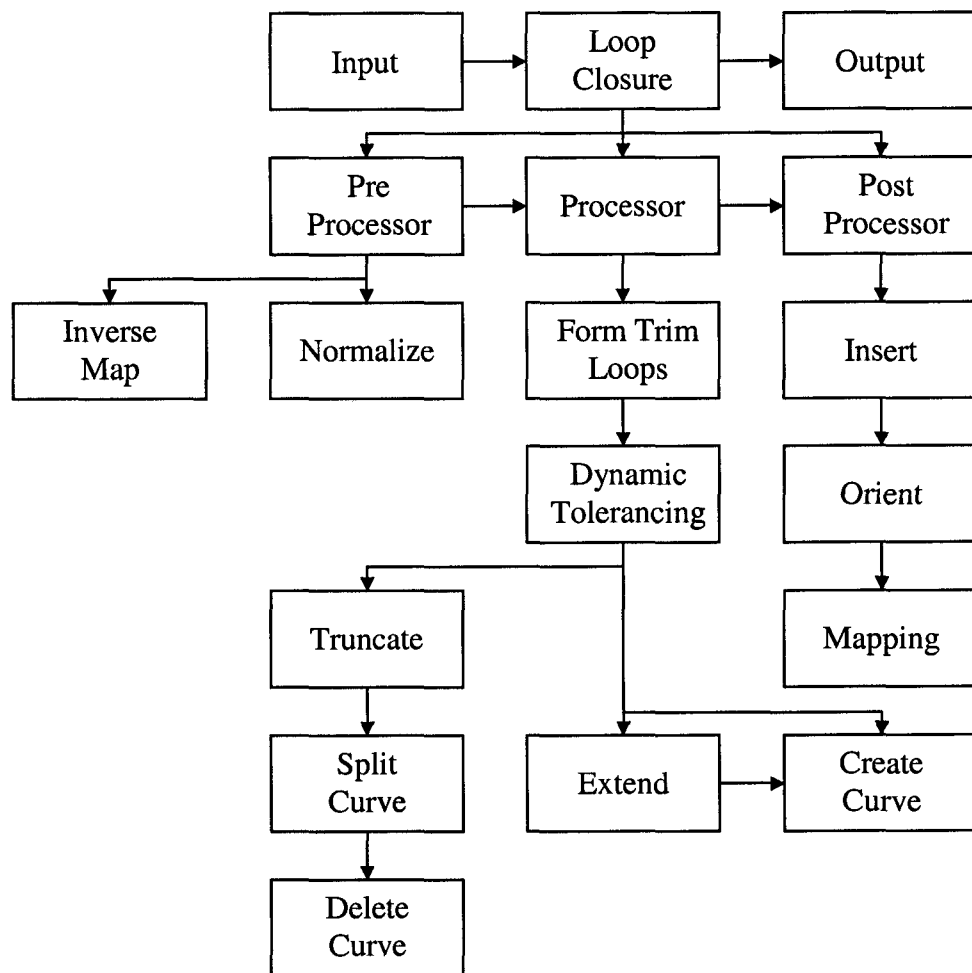 Input
Loop
Closure
Output
Pre
Processor
Processor
Post
Processor
Inverse
Map
Normalize
Form Trim
Loops
Insert
Dynamic
Tolerancing
Orient
Truncate
Mapping
Split
Curve
Extend
Create
Curve
Delete
Curve